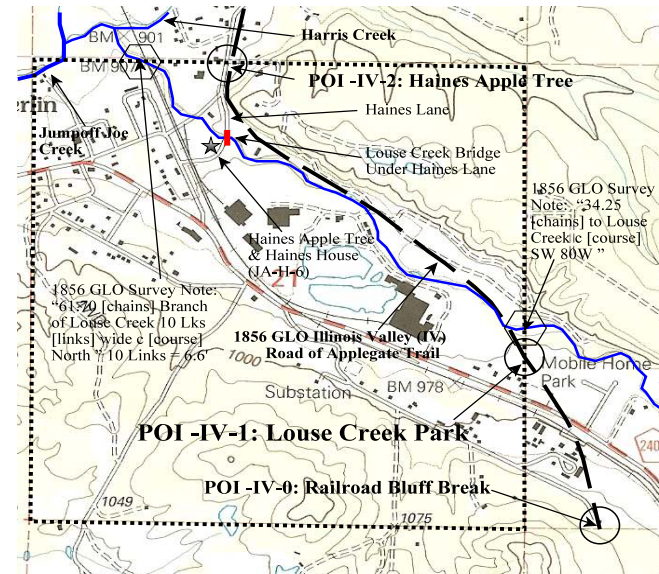 Harris Creek
BM 901
BM 907
POI -IV-2: Haines Apple Tree
erlin
Haines Lane
Jumpoff Joe
Creek
Louse Creek Bridge
Under Haines Lane
1856 GLO Survey
Note: "34.25
[chains] to Louse
Creek c [course]
SW 80W "
Haines Apple Tree
& Haines House
(JA-H-6)
21
1856 GLO Survey Note:
"61.70 [chains] Branch
of Louse Creek 10 Lks
[links] wide c [course]
North " 10 Links = 6.6'
1856 GLO Illinois Valley (IV)
Road of Applegate Trail
1000
Mobile Home
Park
Substation
BM 978
POI -IV-1: Louse Creek Park
240
POI -IV-0: Railroad Bluff Break
1049
1075